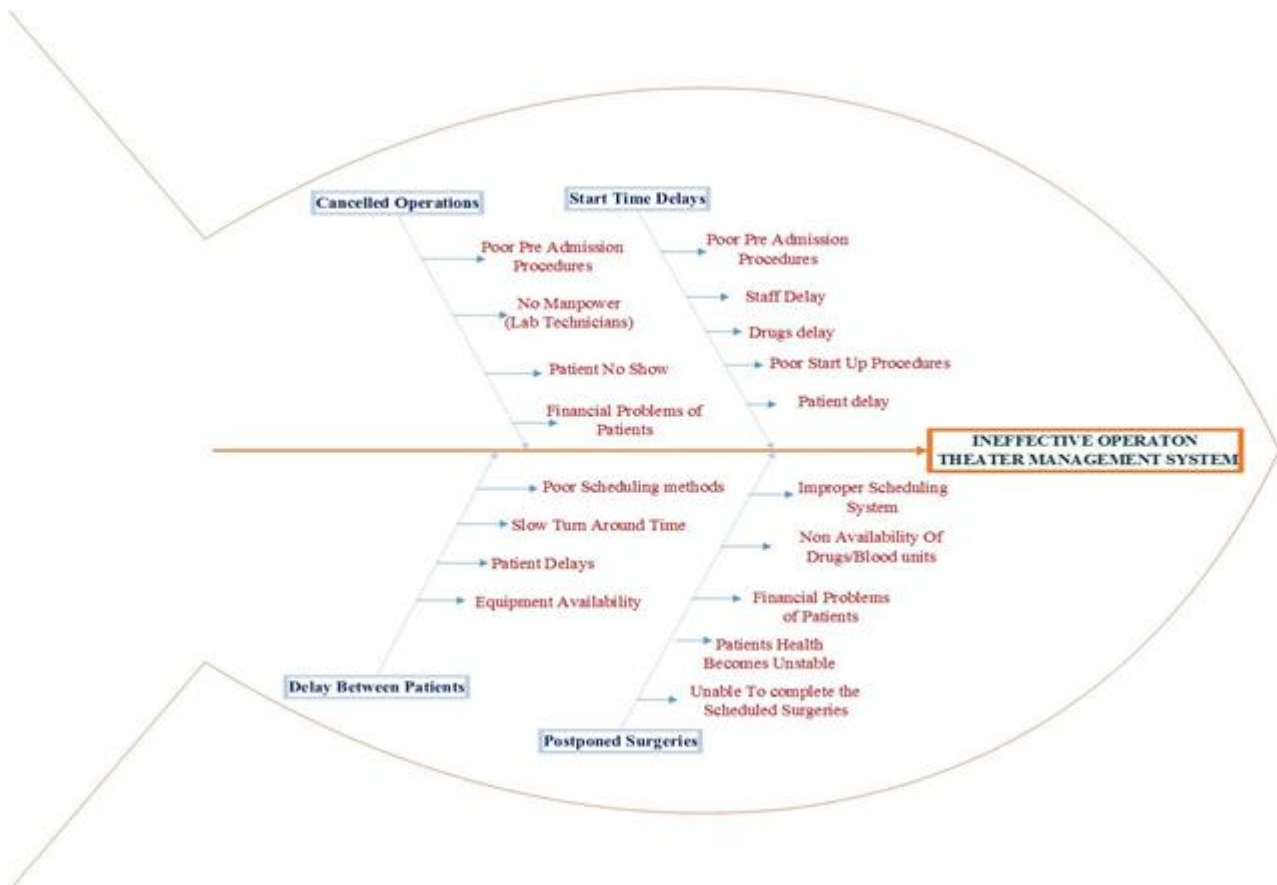 Cancelled Operations
Poor Pre Admission
Procedures
No Manpower
(Lab Technicians)
Patient No Show
Financial Problems of
Patients
Start Time Delays
Poor Pre Admission
Procedures
Staff Delay
Drugs delay
Poor Start Up Procedures
Patient delay
INEFFECTIVE OPERATON
THEATER MANAGEMENT SYSTEM
Poor Scheduling methods
Slow Turn Around Time
Patient Delays
Equipment Availability
Delay Between Patients
Improper Scheduling
System
Non Availability Of
Drugs/Blood units
Financial Problems
of Patients
Patients Health
Becomes Unstable
Unable To complete the
Scheduled Surgeries
Postponed Surgeries